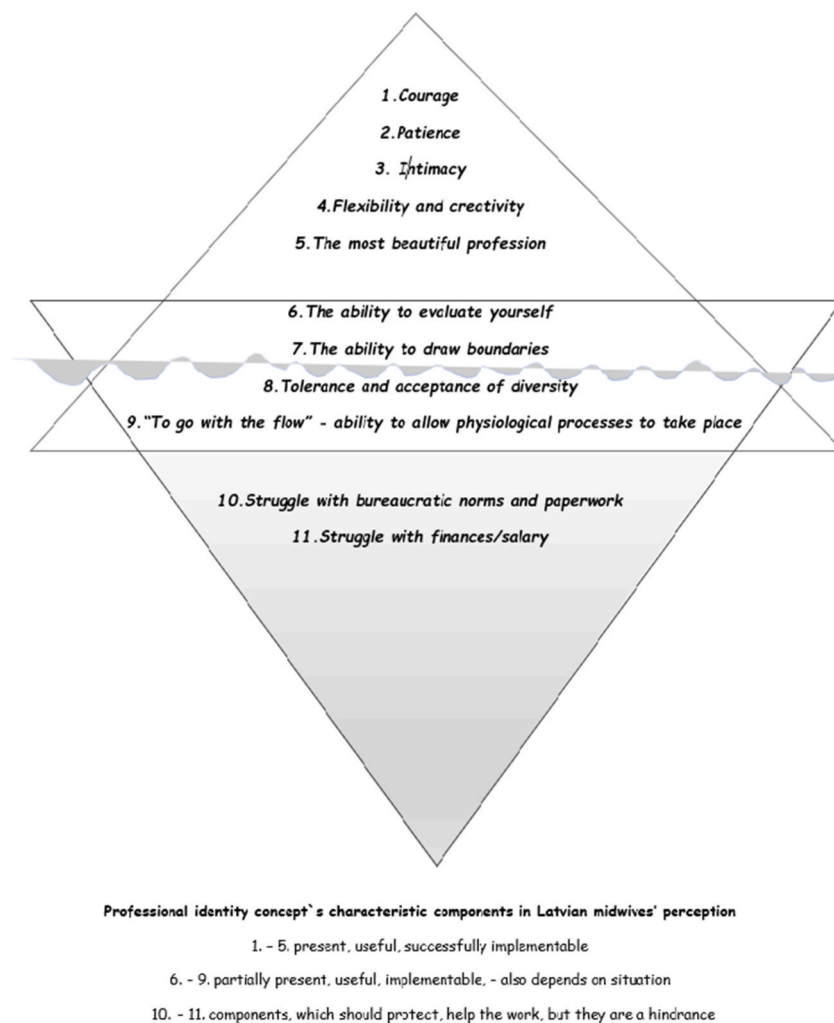 1.Courage
2.Patience
3. Intimacy
4.Flexibility and creativity
5.The most beautiful profession
6.The ability to evaluate yourself
7.The ability to draw boundaries
8.Tolerance and acceptance of diversity
9."To go with the flow" - ability to allow physiological processes to take place
10.Struggle with bureaucratic norms and paperwork
11.Struggle with finances/salary
Professional identity concept`s characteristic components in Latvian midwives' perception
1. - 5. present, useful, successfully implementable
6. - 9. partially present, useful, implementable, - also depends on situation
10. - 11. components, which should protect, help the work, but they are a hindrance